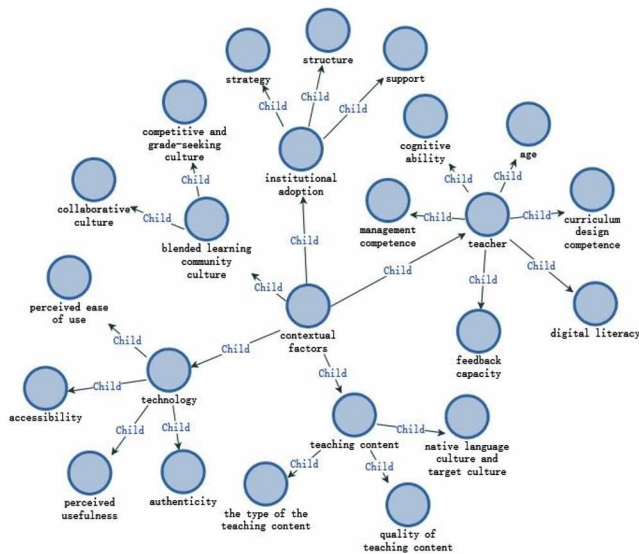 structure
strategy
support
Child
Child
Child
competitive and
grade-seeking
culture
institutional
adoption
cognitive
ability
age
Child
Child
Child
collaborative
culture
Child
blended learning
community
culture
management
competence
Child
teacher
Child
curriculum
design
competence
Child
Child
Child
Child
perceived ease
of use
Child
contextual
factors
feedback
capacity
digital literacy
Child
Child
Child
accessibility
Child
technology
Child
Child
teaching content
Child
native language
culture and
target culture
Child
Child
perceived
usefulness
authenticity
the type of the
teaching content
quality of
teaching content